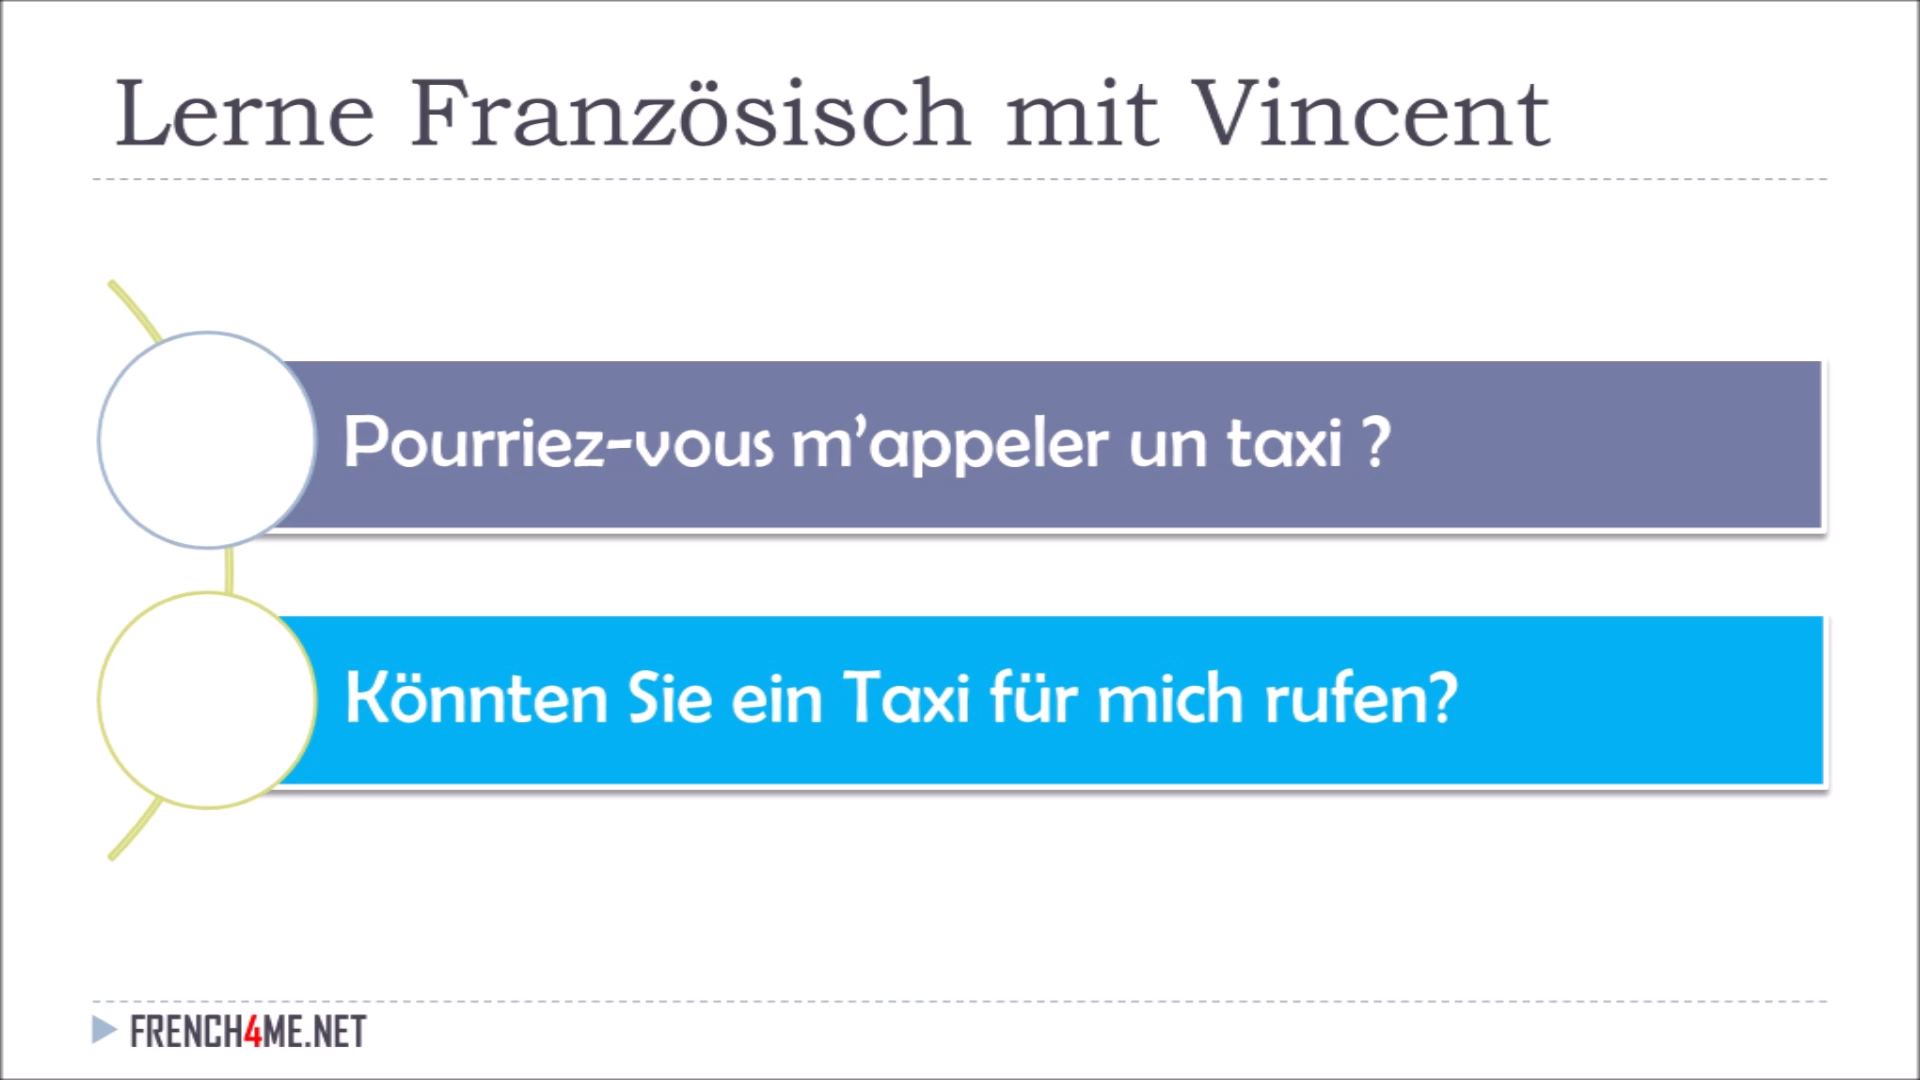 Lerne Französisch mit Vincent
Pourriez-vous m’appeler un taxi ?
Könnten Sie ein Taxi für mich rufen?
FRENCH4ME.NET